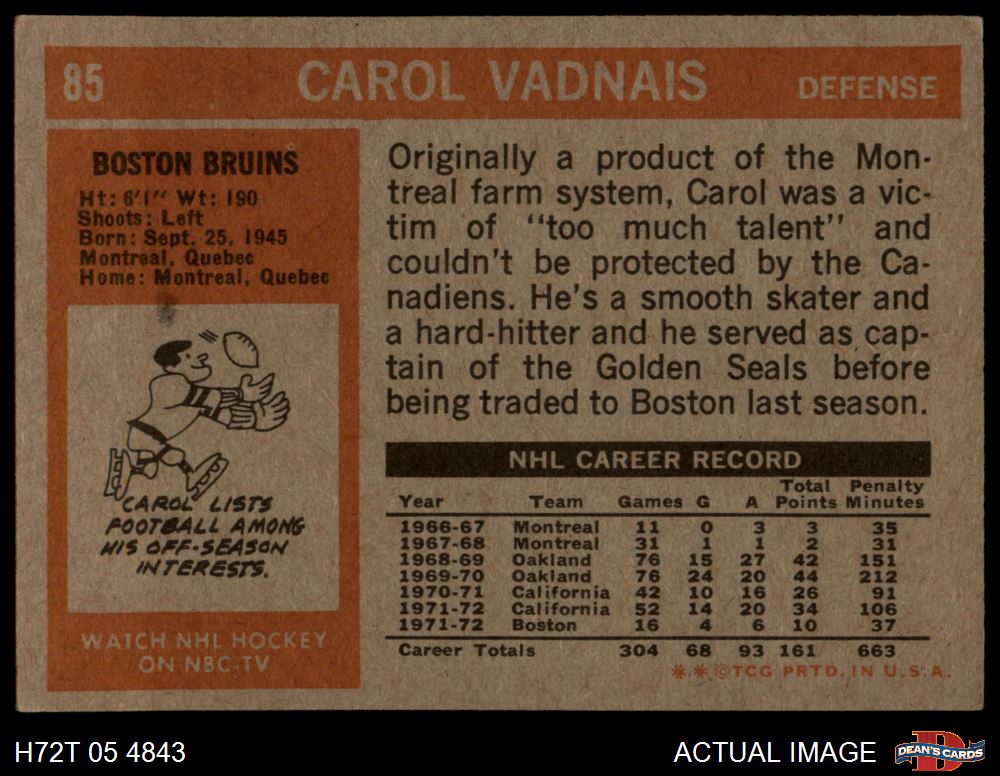 85 CAROL VADNAIS DEFENSE
BOSTON BRUINS
Ht: 6'1" Wt: 190
Shoots: Left
Born: Sept. 25, 1945
Montreal, Quebec
Home: Montreal, Quebec
CAROL LISTS
FOOTBALL AMONG
HIS OFF-SEASON
INTERESTS.
WATCH NHL HOCKEY
ON NBC-TV
Originally a product of the Mon-
treal farm system, Carol was a vic-
tim of "too much talent" and
couldn't be protected by the Ca-
nadiens. He's a smooth skater and
a hard-hitter and he served as cap-
tain of the Golden Seals before
being traded to Boston last season.
NHL CAREER RECORD
Total Penalty
Year Team Games G A Points Minutes
1966-67 Montreal 11 0 3 3 35
1967-68 Montreal 31 1 1 2 31
1968-69 Oakland 76 15 27 42 151
1969-70 Oakland 76 24 20 44 212
1970-71 California 42 10 16 26 91
1971-72 California 52 14 20 34 106
1971-72 Boston 16 4 6 10 37
Career Totals 304 68 93 161 663
*.* ©TCG PRTD. IN U.S.A.
H72T 05 4843 ACTUAL IMAGE DEAN'S CARDS